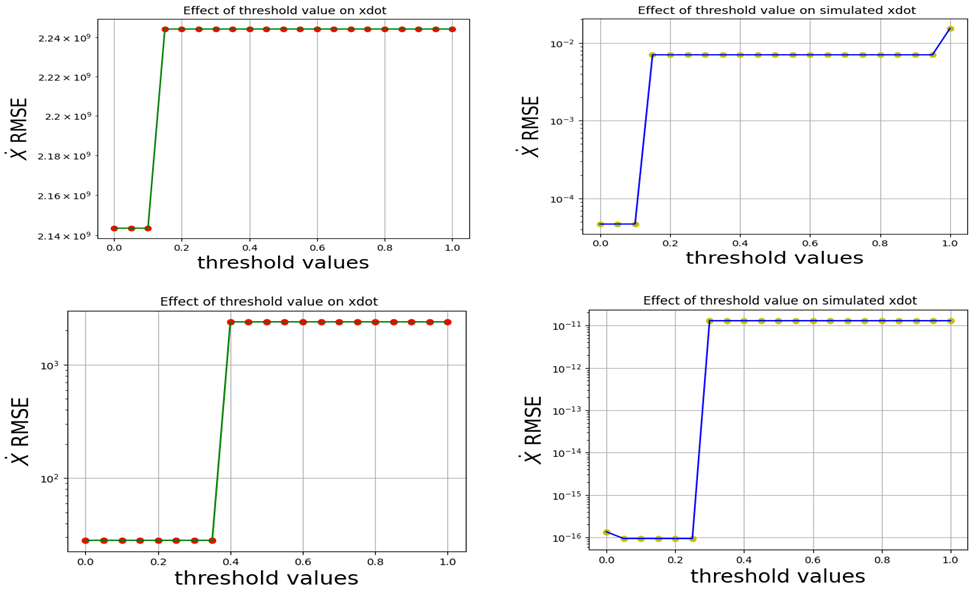 Effect of threshold value on xdot
2.24 × 10⁹
2.22 × 10⁹
2.2 × 10⁹
2.18 × 10⁹
2.16 × 10⁹
2.14 × 10⁹
Ẋ RMSE
0.0 0.2 0.4 0.6 0.8 1.0
threshold values
Effect of threshold value on simulated xdot
10⁻²
10⁻³
10⁻⁴
Ẋ RMSE
0.0 0.2 0.4 0.6 0.8 1.0
threshold values
Effect of threshold value on xdot
10³
10²
Ẋ RMSE
0.0 0.2 0.4 0.6 0.8 1.0
threshold values
Effect of threshold value on simulated xdot
10⁻¹¹
10⁻¹²
10⁻¹³
10⁻¹⁴
10⁻¹⁵
10⁻¹⁶
Ẋ RMSE
0.0 0.2 0.4 0.6 0.8 1.0
threshold values